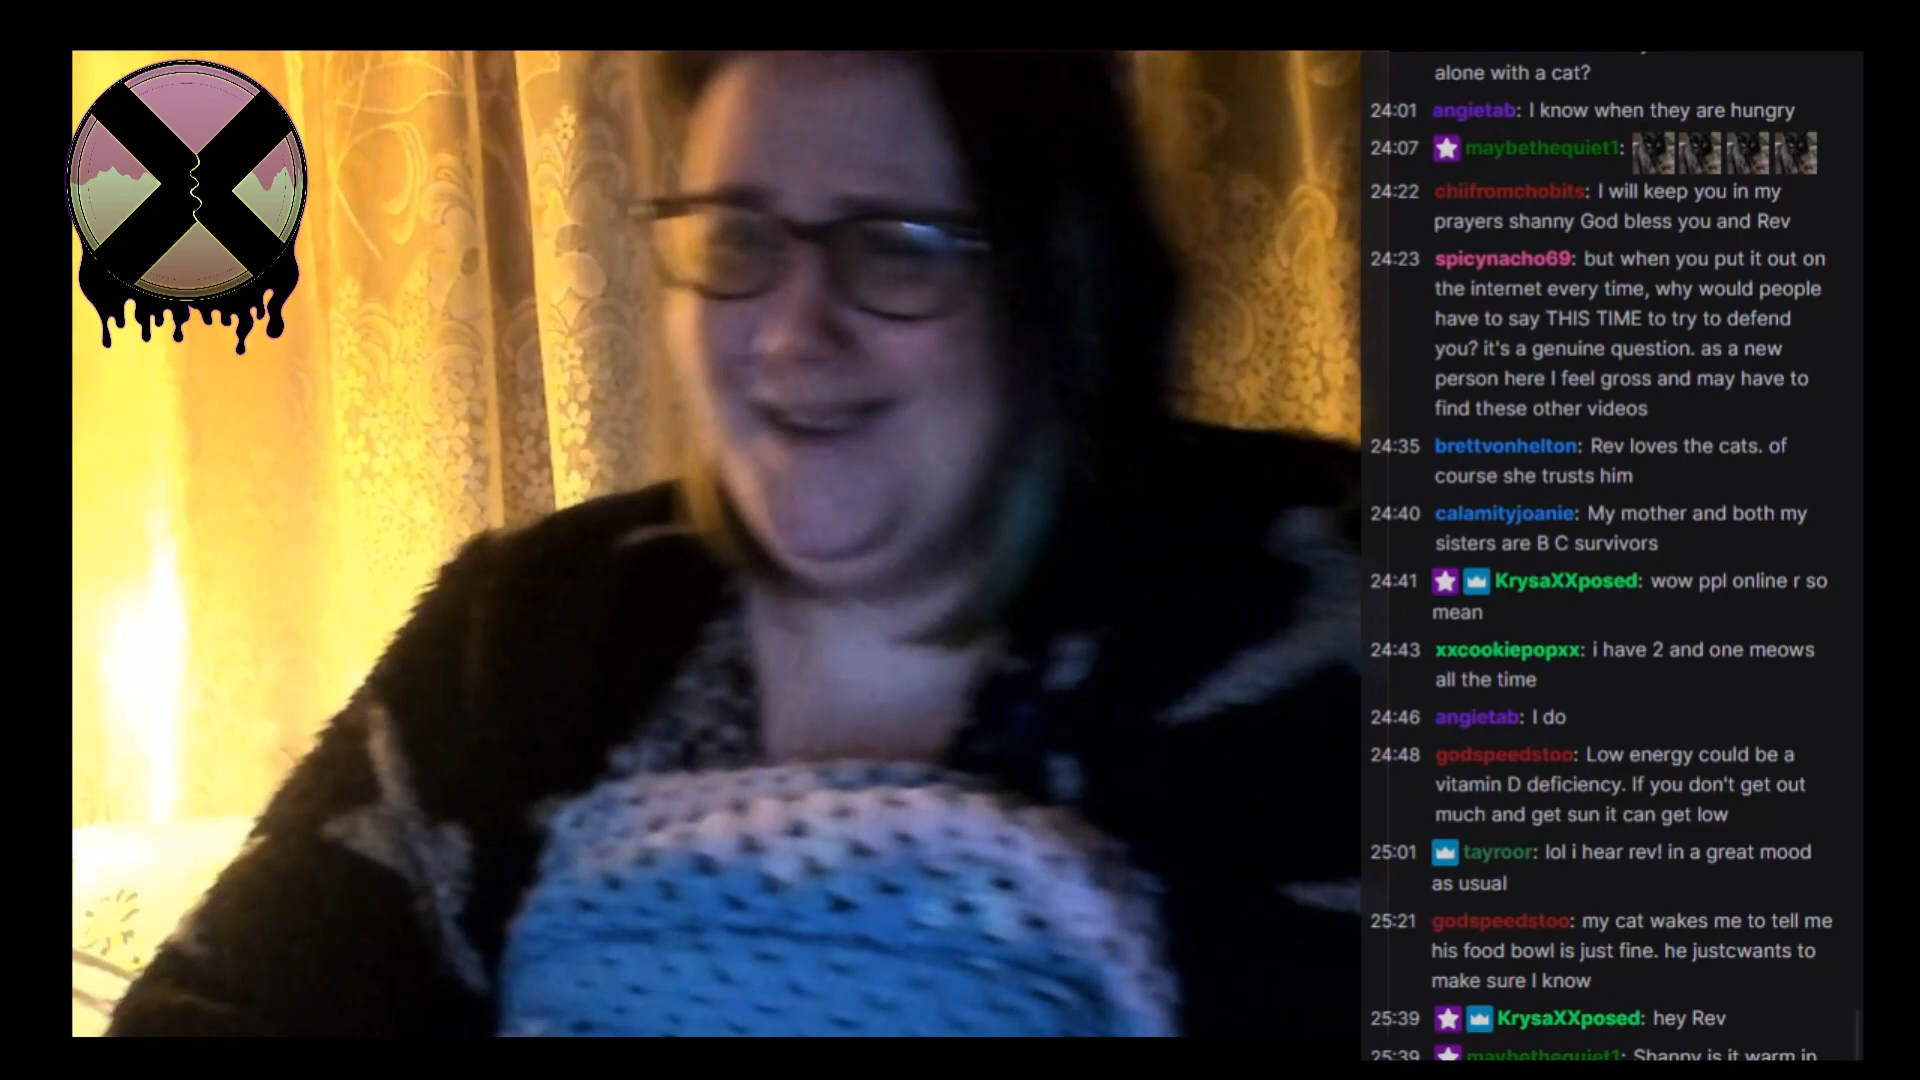 alone with a cat?
24:01 angietab: I know when they are hungry
24:07 maybethequiet1:
24:22 chiifromchobits: I will keep you in my
prayers shanny God bless you and Rev
24:23 spicynacho69: but when you put it out on
the internet every time, why would people
have to say THIS TIME to try to defend
you? it's a genuine question. as a new
person here I feel gross and may have to
find these other videos
24:35 brettvonhelton: Rev loves the cats. of
course she trusts him
24:40 calamityjoanie: My mother and both my
sisters are B C survivors
24:41 KrysaXXposed: wow ppl online r so
mean
24:43 xxcookiepopxx: i have 2 and one meows
all the time
24:46 angietab: I do
24:48 godspeedstoo: Low energy could be a
vitamin D deficiency. If you don't get out
much and get sun it can get low
25:01 tayroor: lol i hear rev! in a great mood
as usual
25:21 godspeedstoo: my cat wakes me to tell me
his food bowl is just fine. he justcwants to
make sure I know
25:39 KrysaXXposed: hey Rev
25:39 maybethequiet1: Shanny is it warm in